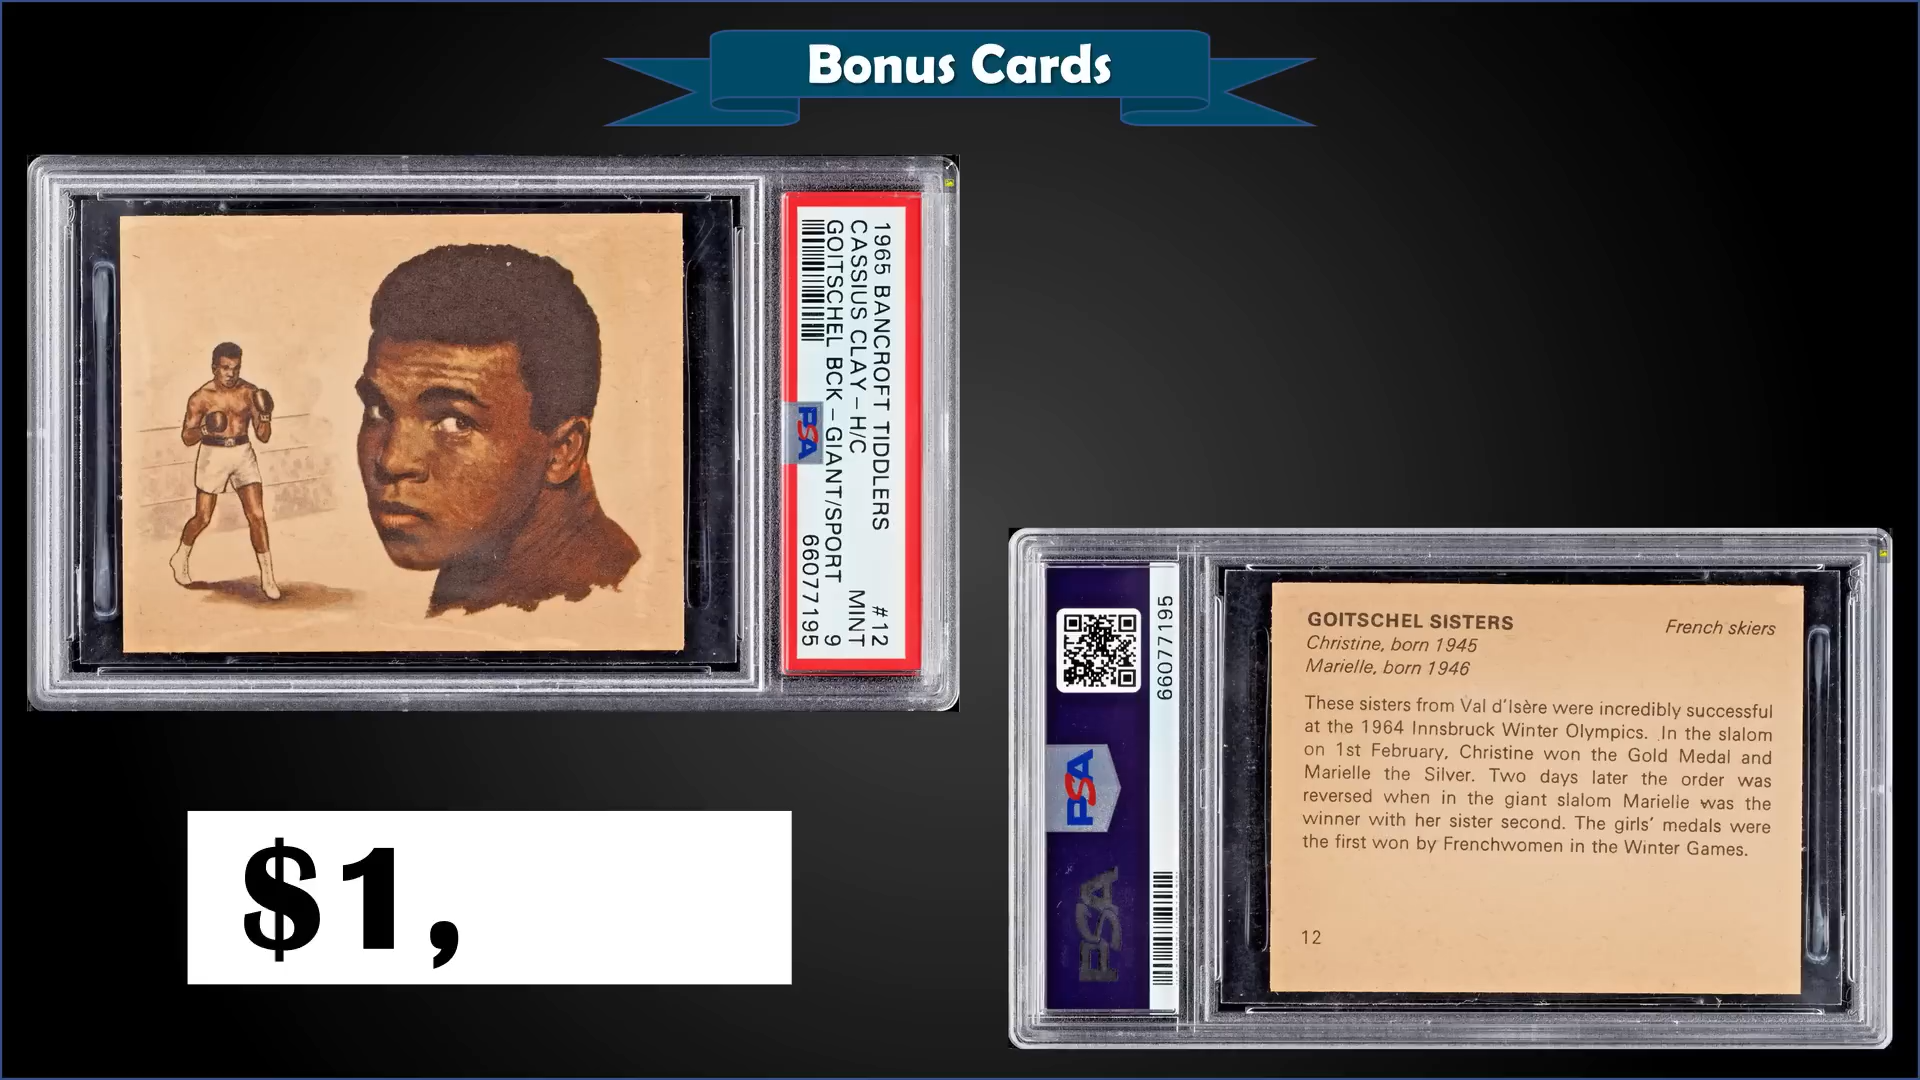 Bonus Cards
1965 BANCROFT TIDDLERS #12
CASSIUS CLAY – H/C MINT
GOITSCHEL BCK – GIANT/SPORT 9
66077195
PSA
$1,
66077195
PSA
PSA
GOITSCHEL SISTERS
French skiers
Christine, born 1945
Marielle, born 1946
These sisters from Val d'Isère were incredibly successful
at the 1964 Innsbruck Winter Olympics. In the slalom
on 1st February, Christine won the Gold Medal and
Marielle the Silver. Two days later the order was
reversed when in the giant slalom Marielle was the
winner with her sister second. The girls' medals were
the first won by Frenchwomen in the Winter Games.
12